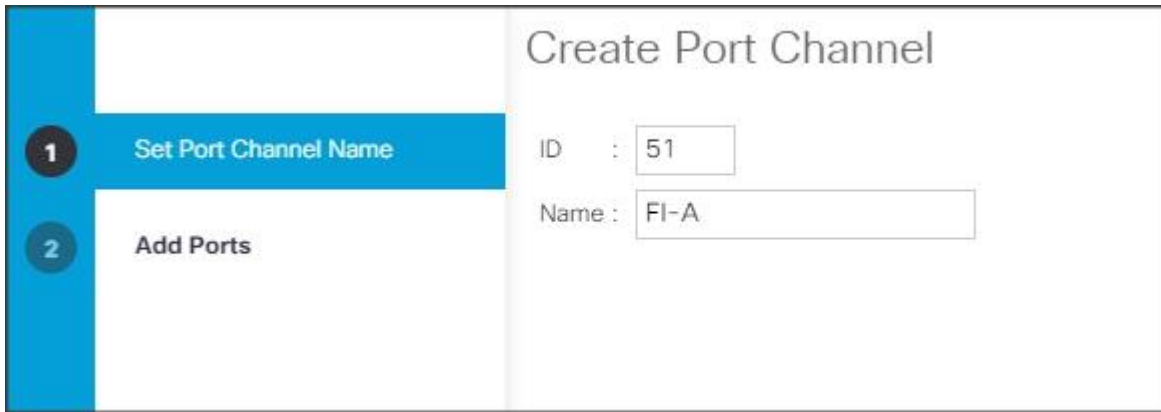 Create Port Channel
1 Set Port Channel Name
ID : 51
Name : FI-A
2 Add Ports